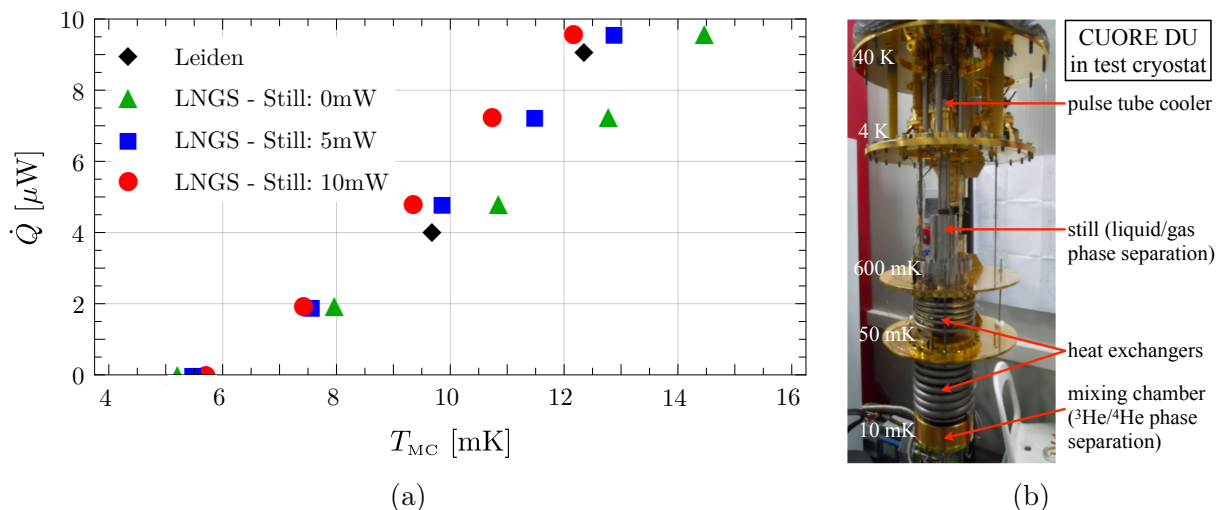 10
8
6
4
2
0
Q̇ [μW]
4
6
8
10
12
14
16
T_MC [mK]
Leiden
LNGS - Still: 0mW
LNGS - Still: 5mW
LNGS - Still: 10mW
(a)
40 K
4 K
600 mK
50 mK
10 mK
CUORE DU
in test cryostat
pulse tube cooler
still (liquid/gas
phase separation)
heat exchangers
mixing chamber
(³He/⁴He phase
separation)
(b)